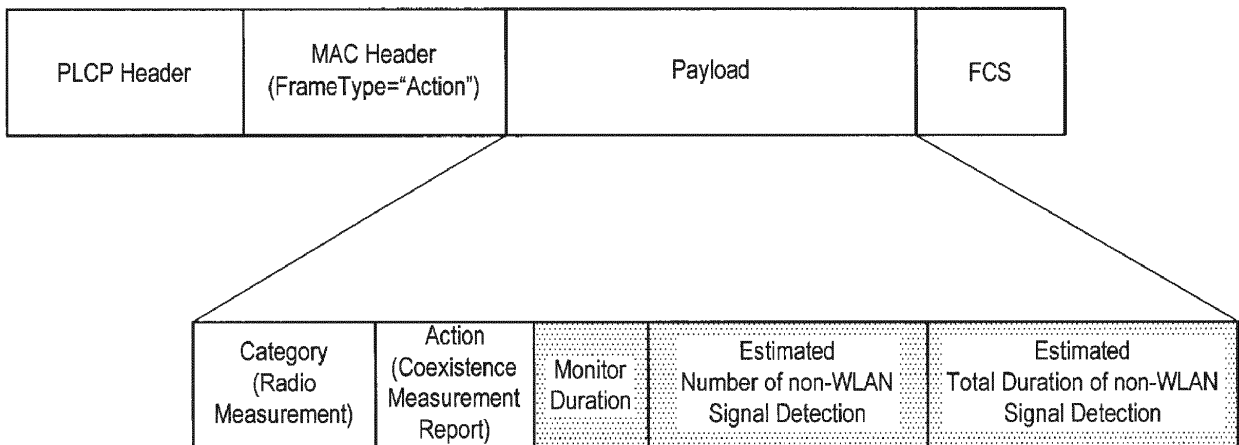 PLCP Header
MAC Header
(FrameType="Action")
Payload
FCS
Category
(Radio
Measurement)
Action
(Coexistence
Measurement
Report)
Monitor
Duration
Estimated
Number of non-WLAN
Signal Detection
Estimated
Total Duration of non-WLAN
Signal Detection